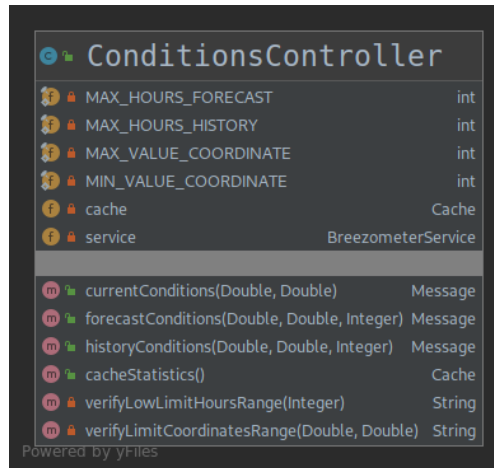 ConditionsController
MAX_HOURS_FORECAST int
MAX_HOURS_HISTORY int
MAX_VALUE_COORDINATE int
MIN_VALUE_COORDINATE int
cache Cache
service BreezometerService
currentConditions(Double, Double) Message
forecastConditions(Double, Double, Integer) Message
historyConditions(Double, Double, Integer) Message
cacheStatistics() Cache
verifyLowLimitHoursRange(Integer) String
verifyLimitCoordinatesRange(Double, Double) String
Powered by yFiles